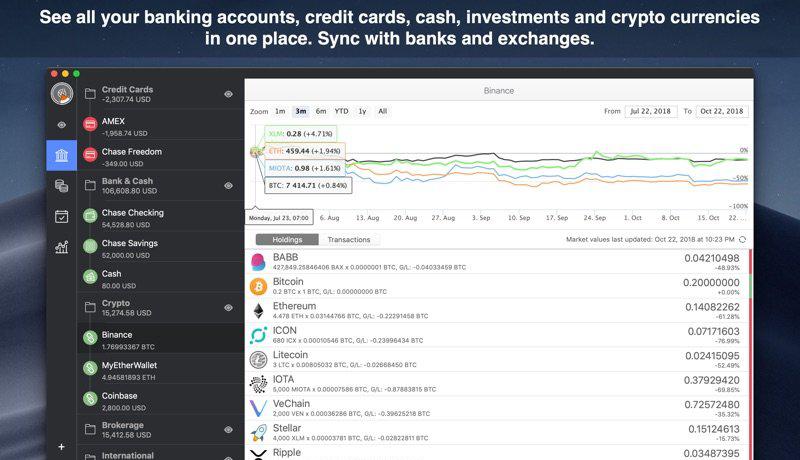 See all your banking accounts, credit cards, cash, investments and crypto currencies
in one place. Sync with banks and exchanges.
Credit Cards
-2,307.74 USD
AMEX
-1,958.74 USD
Chase Freedom
-349.00 USD
Bank & Cash
106,608.80 USD
Chase Checking
54,528.80 USD
Chase Savings
52,000.00 USD
Cash
80.00 USD
Crypto
15,274.58 USD
Binance
1.76993367 BTC
MyEtherWallet
4.94581893 ETH
Coinbase
2,800.00 USD
Brokerage
15,412.58 USD
International
+
Binance
Zoom 1m 3m 6m YTD 1y All
From Jul 22, 2018 To Oct 22, 2018
XLM: 0.28 (+4.71%)
ETH: 459.44 (+1.94%)
MIOTA: 0.98 (+1.61%)
BTC: 7 414.71 (+0.84%)
0%
-50%
-100%
Monday, Jul 23, 07:00 6. Aug 13. Aug 20. Aug 27. Aug 3. Sep 10. Sep 17. Sep 24. Sep 1. Oct 8. Oct 15. Oct 22. ...
Holdings Transactions
Market values last updated: Oct 22, 2018 at 10:23 PM
BABB 0.04210498
427,849.25846406 BAX x 0.0000001 BTC, G/L: -0.04033459 BTC -48.93%
Bitcoin 0.20000000
0.2 BTC x 1 BTC, G/L: 0.00000000 BTC +0.00%
Ethereum 0.14082262
4.478 ETH x 0.03144766 BTC, G/L: -0.22291458 BTC -61.28%
ICON 0.07171603
680 ICX x 0.00010546 BTC, G/L: -0.23996434 BTC -76.99%
Litecoin 0.02415095
3 LTC x 0.00805032 BTC, G/L: -0.02668450 BTC -52.49%
IOTA 0.37929420
5,000 MIOTA x 0.00007586 BTC, G/L: -0.87883815 BTC -69.85%
VeChain 0.72572480
2,000 VEN x 0.00036286 BTC, G/L: -0.39625218 BTC -35.32%
Stellar 0.15124613
4,000 XLM x 0.00003781 BTC, G/L: -0.02822811 BTC -15.73%
Ripple 0.03487395